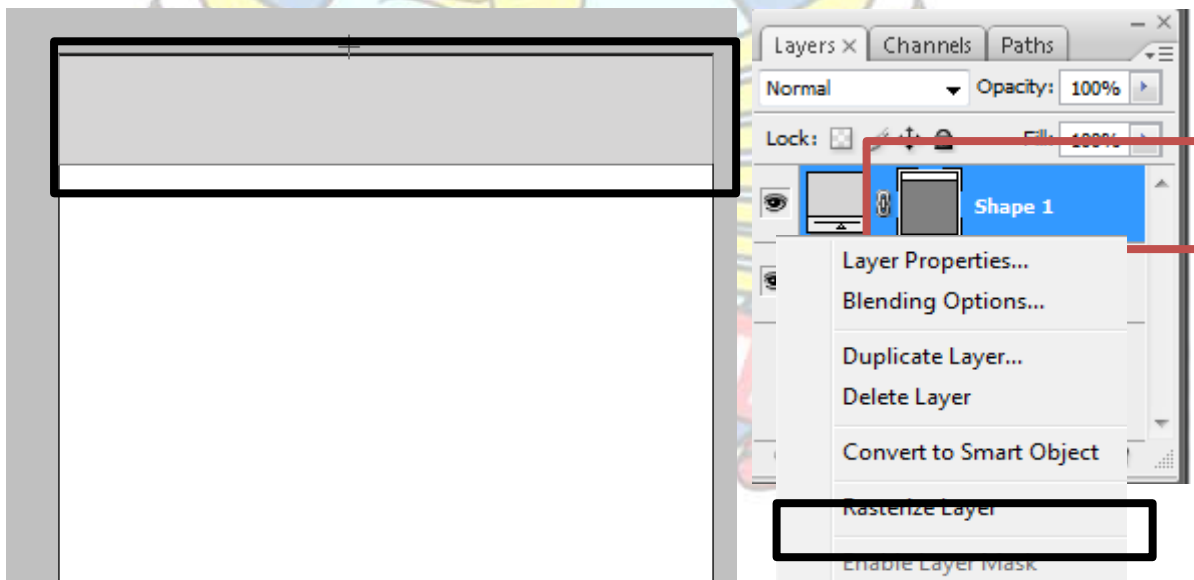 Layers × Channels Paths
Normal Opacity: 100%
Lock: Fill: 100%
Shape 1
Layer Properties...
Blending Options...
Duplicate Layer...
Delete Layer
Convert to Smart Object
Rasterize Layer
Enable Layer Mask